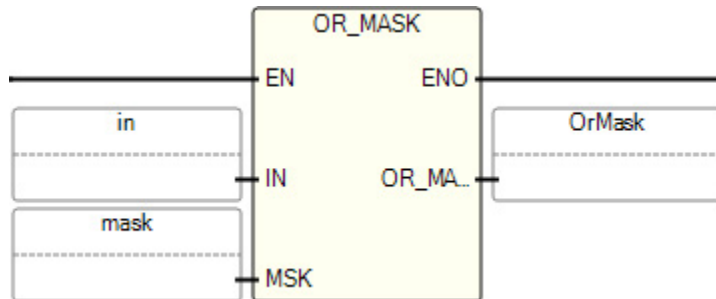 OR_MASK
EN ENO
in OrMask
IN OR_MA...
mask
MSK